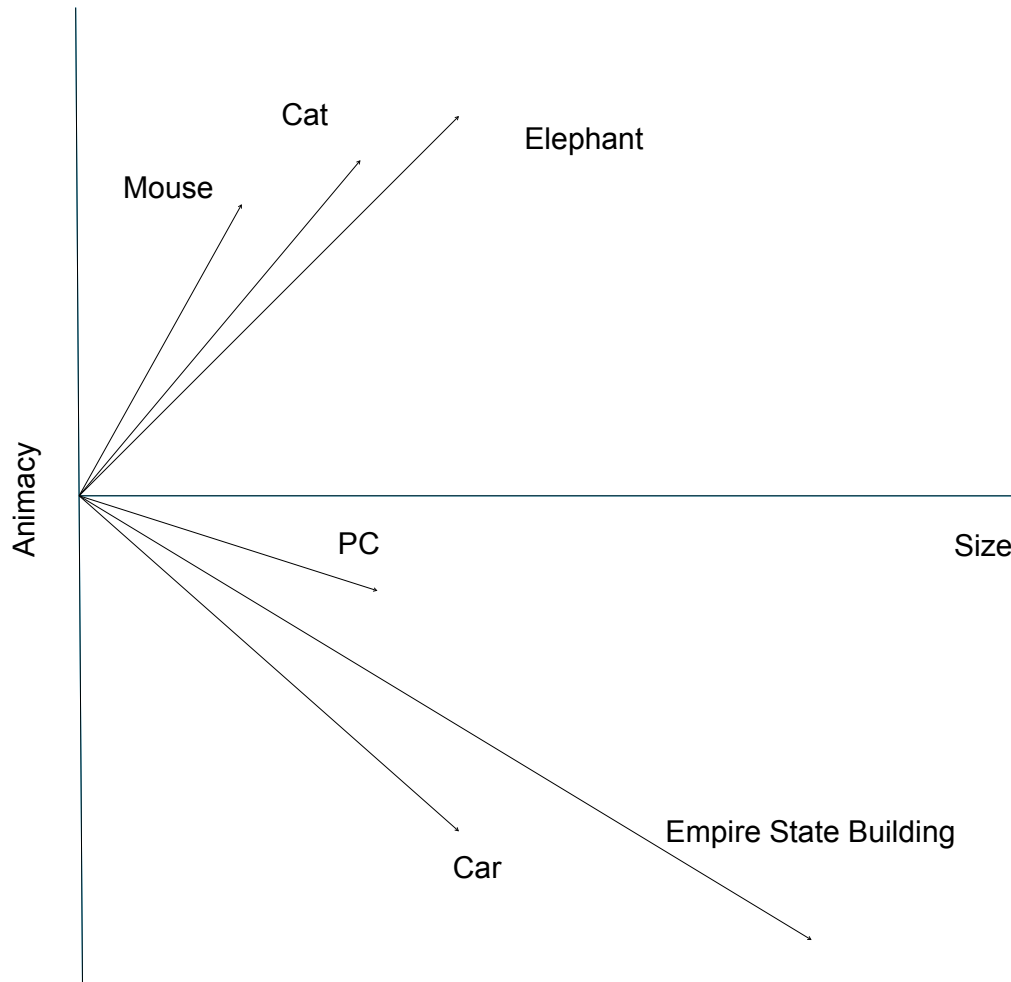 Cat
Elephant
Mouse
Animacy
PC
Size
Empire State Building
Car